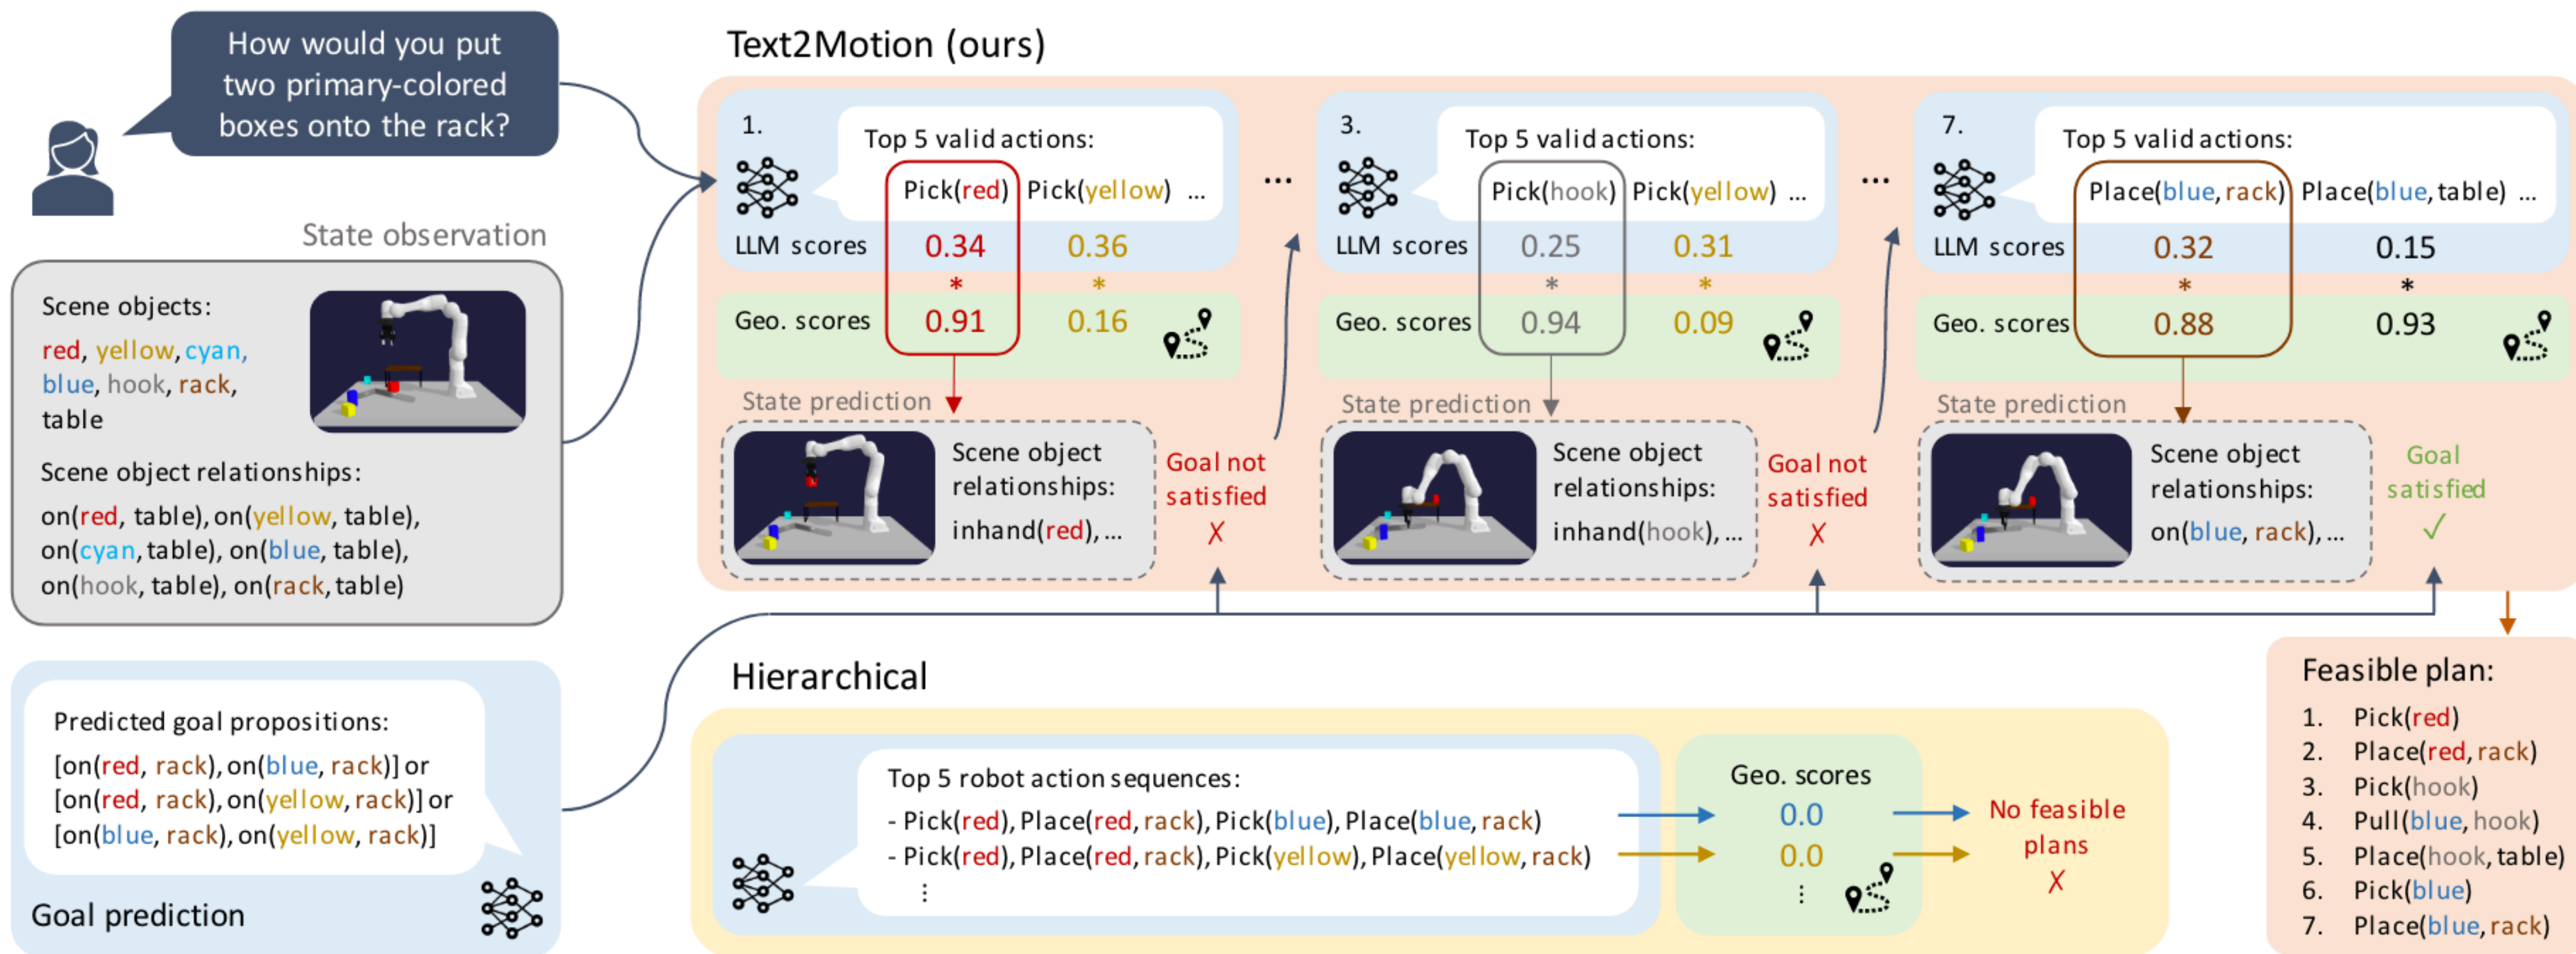 How would you put
two primary-colored
boxes onto the rack?
State observation
Scene objects:
red, yellow, cyan,
blue, hook, rack,
table
Scene object relationships:
on(red, table), on(yellow, table),
on(cyan, table), on(blue, table),
on(hook, table), on(rack, table)
Predicted goal propositions:
[on(red, rack), on(blue, rack)] or
[on(red, rack), on(yellow, rack)] or
[on(blue, rack), on(yellow, rack)]
Goal prediction
Text2Motion (ours)
1.
Top 5 valid actions:
Pick(red) Pick(yellow) ...
LLM scores 0.34 0.36
* *
Geo. scores 0.91 0.16
State prediction
Scene object
relationships:
inhand(red), ...
Goal not
satisfied
✗
...
3.
Top 5 valid actions:
Pick(hook) Pick(yellow) ...
LLM scores 0.25 0.31
* *
Geo. scores 0.94 0.09
State prediction
Scene object
relationships:
inhand(hook), ...
Goal not
satisfied
✗
...
7.
Top 5 valid actions:
Place(blue, rack) Place(blue, table) ...
LLM scores 0.32 0.15
* *
Geo. scores 0.88 0.93
State prediction
Scene object
relationships:
on(blue, rack), ...
Goal
satisfied
✓
Hierarchical
Top 5 robot action sequences:
- Pick(red), Place(red, rack), Pick(blue), Place(blue, rack)
- Pick(red), Place(red, rack), Pick(yellow), Place(yellow, rack)
⋮
Geo. scores
0.0
0.0
⋮
No feasible
plans
✗
Feasible plan:
1. Pick(red)
2. Place(red, rack)
3. Pick(hook)
4. Pull(blue, hook)
5. Place(hook, table)
6. Pick(blue)
7. Place(blue, rack)